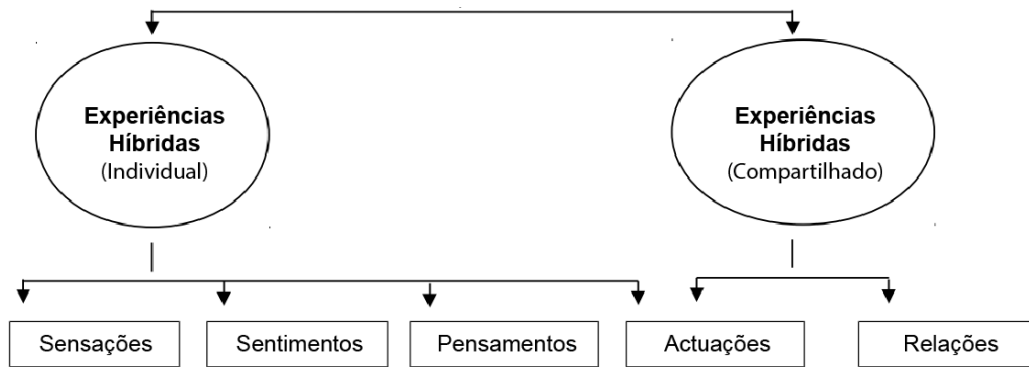 Experiências
Híbridas
(Individual)
Experiências
Híbridas
(Compartilhado)
Sensações
Sentimentos
Pensamentos
Actuações
Relações